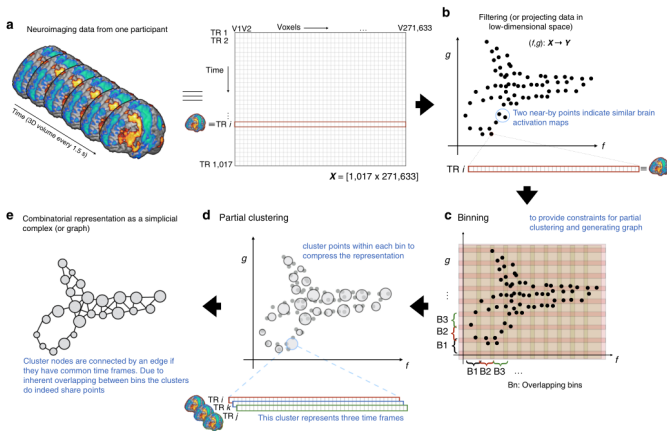 a
Neuroimaging data from one participant
Time (3D volume every 1.5 s)
V1V2
Voxels
...
V271,633
TR 1
TR 2
Time
⋮
= TR i
TR 1,017
X = [1,017 x 271,633]
b
Filtering (or projecting data in
low-dimensional space)
(f,g): X → Y
g
Two near-by points indicate similar brain
activation maps
f
TR i
=
c
Binning
to provide constraints for partial
clustering and generating graph
g
⋮
B3
B2
B1
f
B1 B2 B3 ...
Bn: Overlapping bins
d
Partial clustering
cluster points within each bin to
compress the representation
g
f
TR i
TR k
TR j
This cluster represents three time frames
e
Combinatorial representation as a simplicial
complex (or graph)
Cluster nodes are connected by an edge if
they have common time frames. Due to
inherent overlapping between bins the clusters
do indeed share points